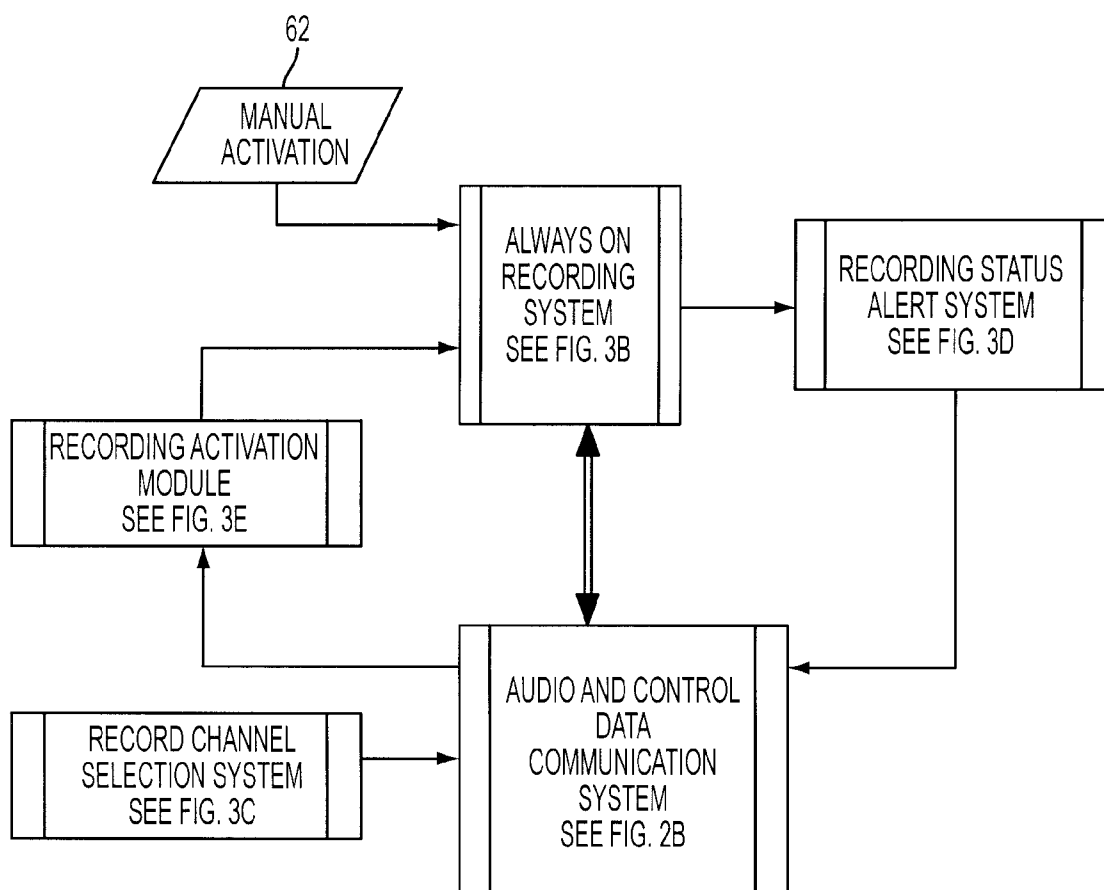 62
MANUAL
ACTIVATION
ALWAYS ON
RECORDING
SYSTEM
SEE FIG. 3B
RECORDING STATUS
ALERT SYSTEM
SEE FIG. 3D
RECORDING ACTIVATION
MODULE
SEE FIG. 3E
RECORD CHANNEL
SELECTION SYSTEM
SEE FIG. 3C
AUDIO AND CONTROL
DATA
COMMUNICATION
SYSTEM
SEE FIG. 2B